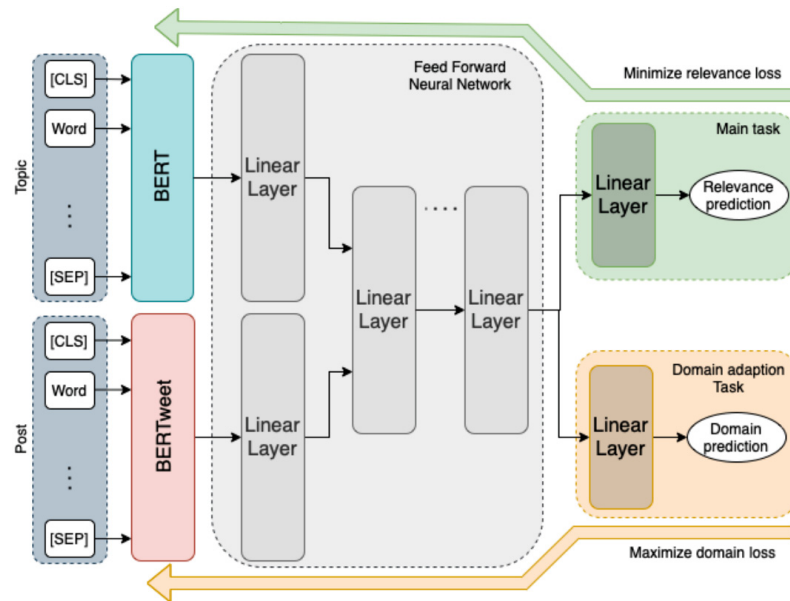 Topic
[CLS]
Word
[SEP]
BERT
Linear
Layer
Feed Forward
Neural Network
Minimize relevance loss
Main task
Linear
Layer
Relevance
prediction
Linear
Layer
Linear
Layer
Post
[CLS]
Word
[SEP]
BERTweet
Linear
Layer
Domain adaption
Task
Linear
Layer
Domain
prediction
Maximize domain loss